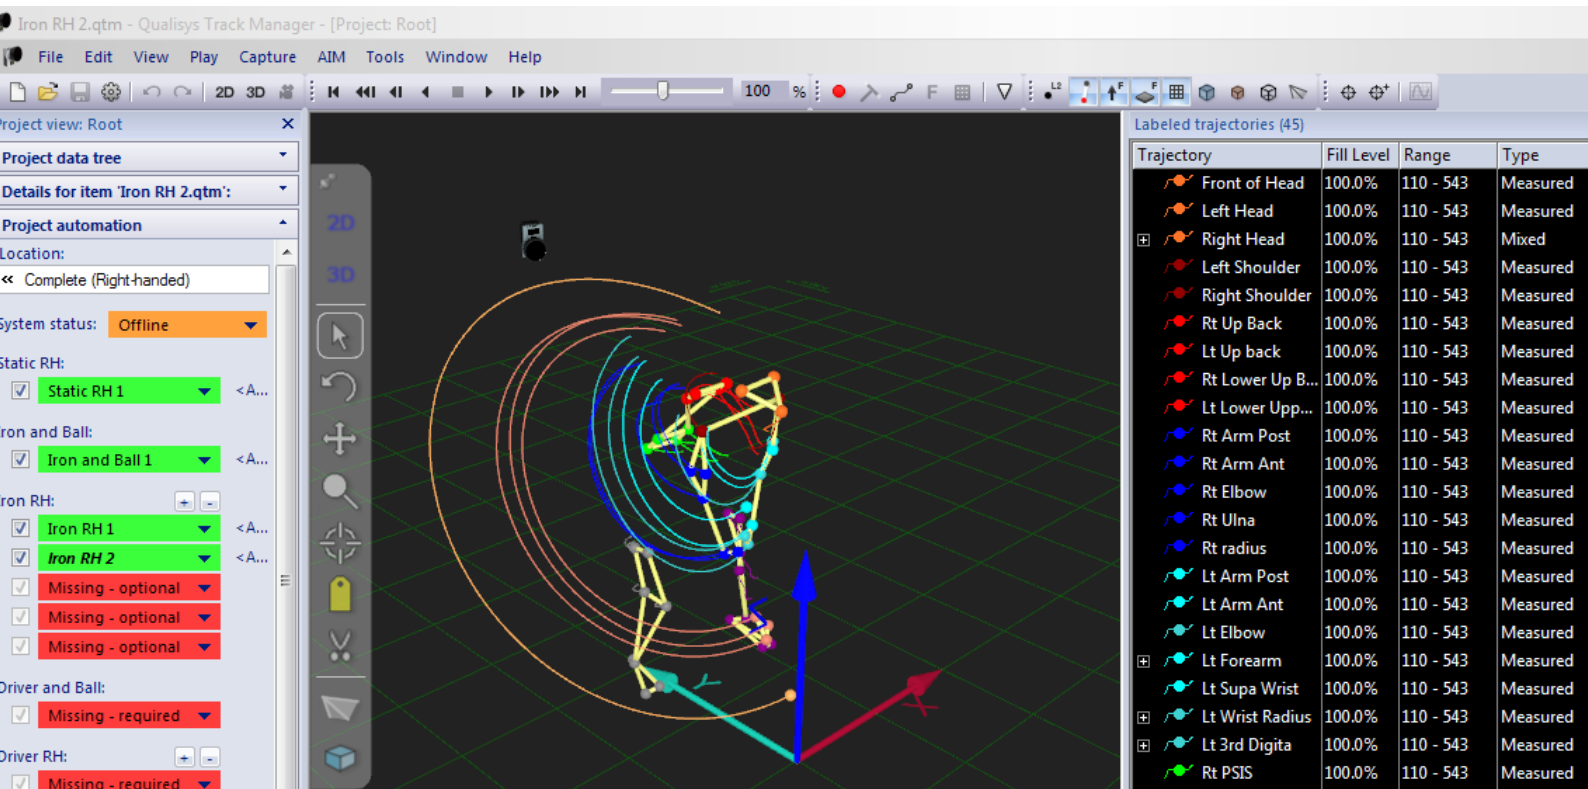 Iron RH 2.qtm - Qualisys Track Manager - [Project: Root]
File Edit View Play Capture AIM Tools Window Help
2D 3D 100 % F L2 F F
Project view: Root
Project data tree
Details for item 'Iron RH 2.qtm':
Project automation
Location:
« Complete (Right-handed)
System status: Offline
Static RH:
Static RH 1 <A...
Iron and Ball:
Iron and Ball 1 <A...
Iron RH: + -
Iron RH 1 <A...
Iron RH 2 <A...
Missing - optional
Missing - optional
Missing - optional
Driver and Ball:
Missing - required
Driver RH: + -
Missing - required
2D
3D
Y
X
Labeled trajectories (45)
Trajectory Fill Level Range Type
Front of Head 100.0% 110 - 543 Measured
Left Head 100.0% 110 - 543 Measured
Right Head 100.0% 110 - 543 Mixed
Left Shoulder 100.0% 110 - 543 Measured
Right Shoulder 100.0% 110 - 543 Measured
Rt Up Back 100.0% 110 - 543 Measured
Lt Up back 100.0% 110 - 543 Measured
Rt Lower Up B... 100.0% 110 - 543 Measured
Lt Lower Upp... 100.0% 110 - 543 Measured
Rt Arm Post 100.0% 110 - 543 Measured
Rt Arm Ant 100.0% 110 - 543 Measured
Rt Elbow 100.0% 110 - 543 Measured
Rt Ulna 100.0% 110 - 543 Measured
Rt radius 100.0% 110 - 543 Measured
Lt Arm Post 100.0% 110 - 543 Measured
Lt Arm Ant 100.0% 110 - 543 Measured
Lt Elbow 100.0% 110 - 543 Measured
Lt Forearm 100.0% 110 - 543 Measured
Lt Supa Wrist 100.0% 110 - 543 Measured
Lt Wrist Radius 100.0% 110 - 543 Measured
Lt 3rd Digita 100.0% 110 - 543 Measured
Rt PSIS 100.0% 110 - 543 Measured